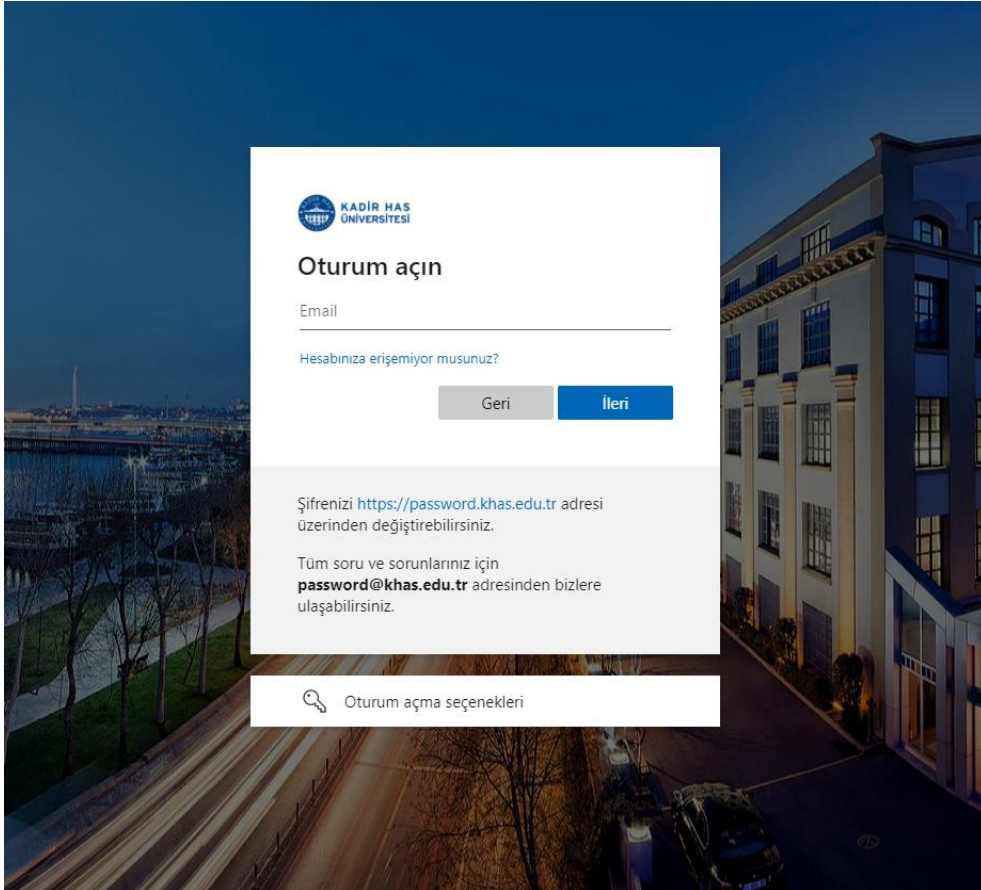 KADİR HAS
ÜNİVERSİTESİ
Oturum açın
Email
Hesabınıza erişemiyor musunuz?
Geri
İleri
Şifrenizi https://password.khas.edu.tr adresi
üzerinden değiştirebilirsiniz.
Tüm soru ve sorunlarınız için
password@khas.edu.tr adresinden bizlere
ulaşabilirsiniz.
Oturum açma seçenekleri